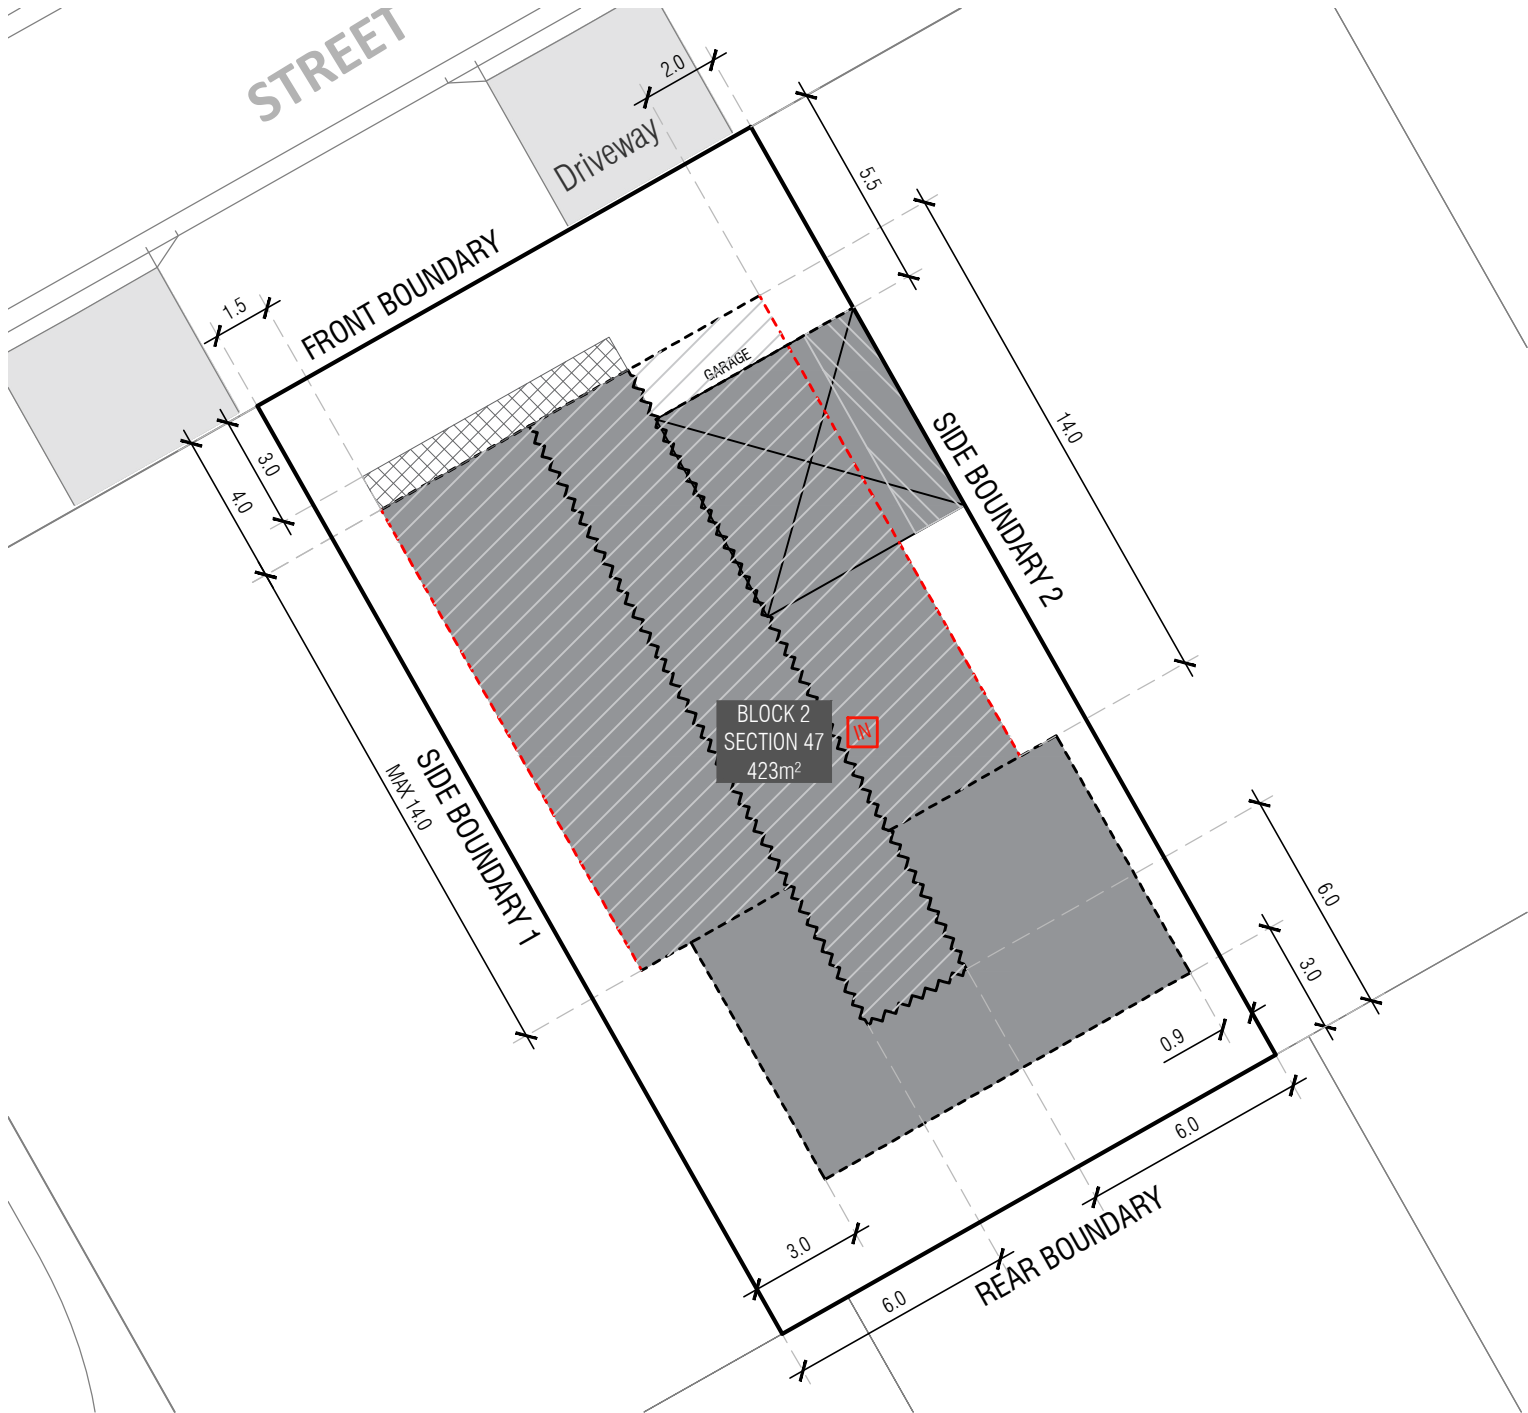 STREET
2.0
Driveway
5.5
FRONT BOUNDARY
1.5
GARAGE
14.0
3.0
4.0
SIDE BOUNDARY 2
BLOCK 2
SECTION 47
423m²
IN
SIDE BOUNDARY 1
MAX 14.0
6.0
3.0
0.9
6.0
REAR BOUNDARY
3.0
6.0